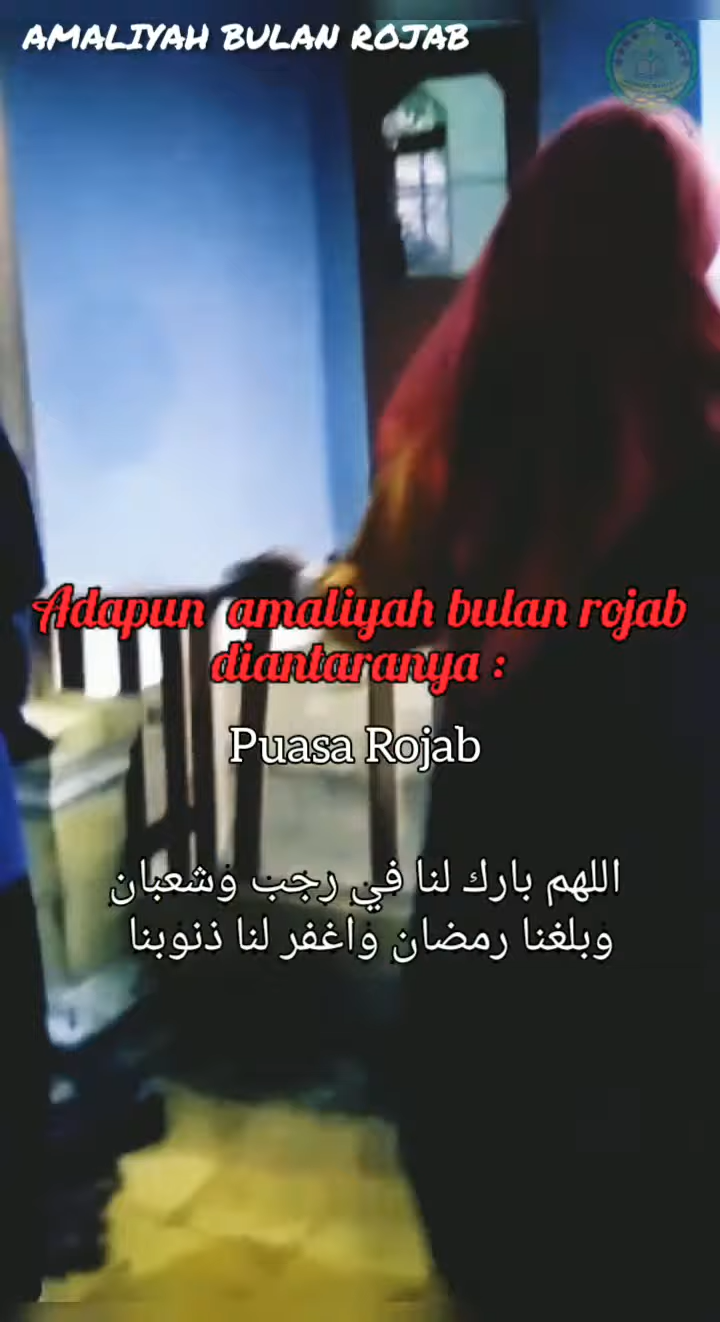 AMALIYAH BULAN ROJAB
Adapun amaliyah bulan rojab
diantaranya :
Puasa Rojab
اللهم بارك لنا في رجب وشعبان
وبلغنا رمضان واغفر لنا ذنوبنا